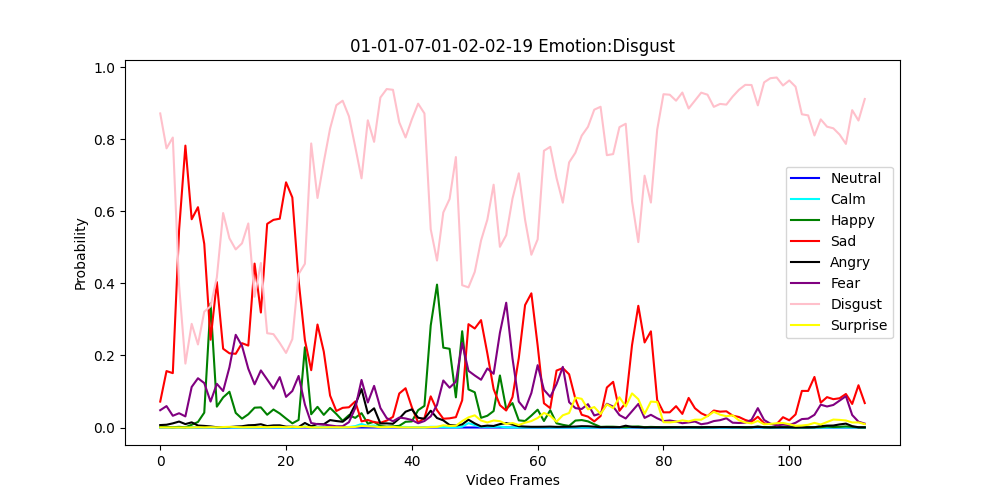 01-01-07-01-02-02-19 Emotion:Disgust
1.0
0.8
0.6
0.4
0.2
0.0
Probability
0 20 40 60 80 100
Video Frames
Neutral
Calm
Happy
Sad
Angry
Fear
Disgust
Surprise